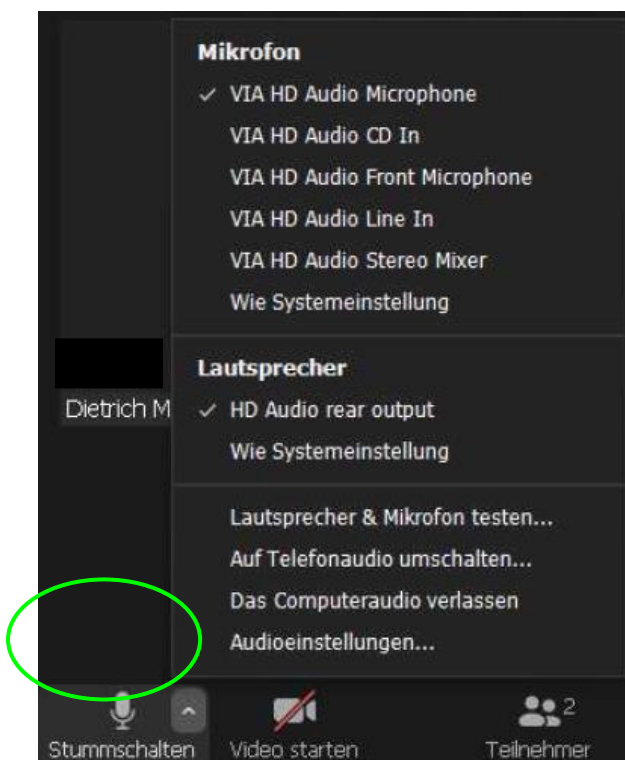 Mikrofon
VIA HD Audio Microphone
VIA HD Audio CD In
VIA HD Audio Front Microphone
VIA HD Audio Line In
VIA HD Audio Stereo Mixer
Wie Systemeinstellung
Lautsprecher
Dietrich M
HD Audio rear output
Wie Systemeinstellung
Lautsprecher & Mikrofon testen...
Auf Telefonaudio umschalten...
Das Computeraudio verlassen
Audioeinstellungen...
2
Stummschalten Video starten Teilnehmer